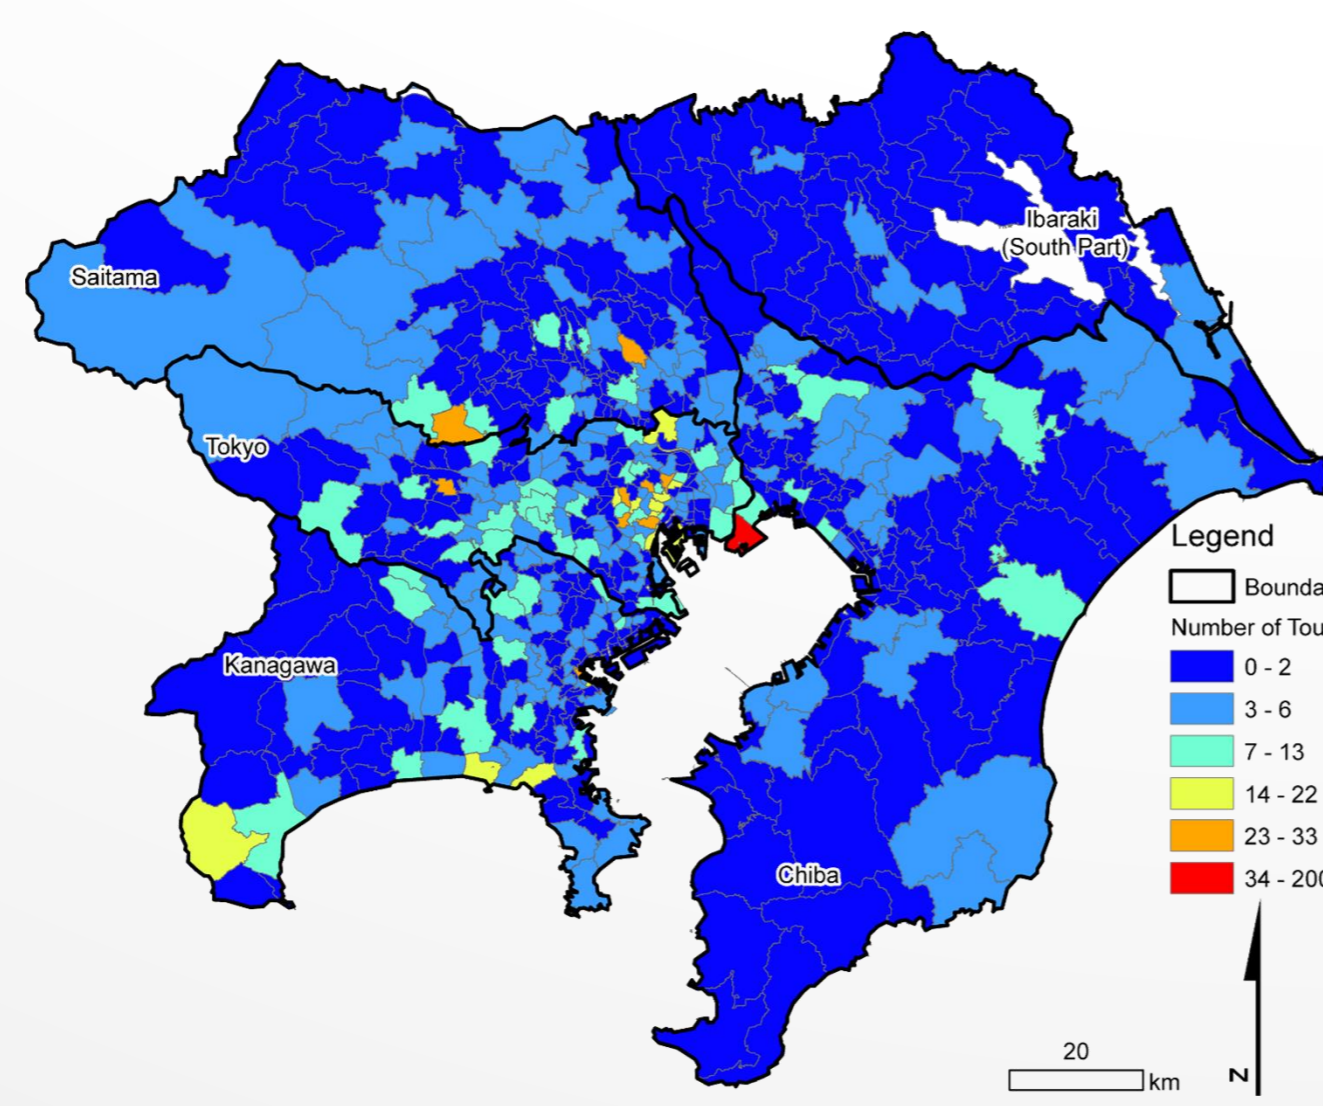 Ibaraki
(South Part)
Saitama
Tokyo
Kanagawa
Chiba
Legend
Bounda
Number of Tou
0 - 2
3 - 6
7 - 13
14 - 22
23 - 33
34 - 200
20
km
N